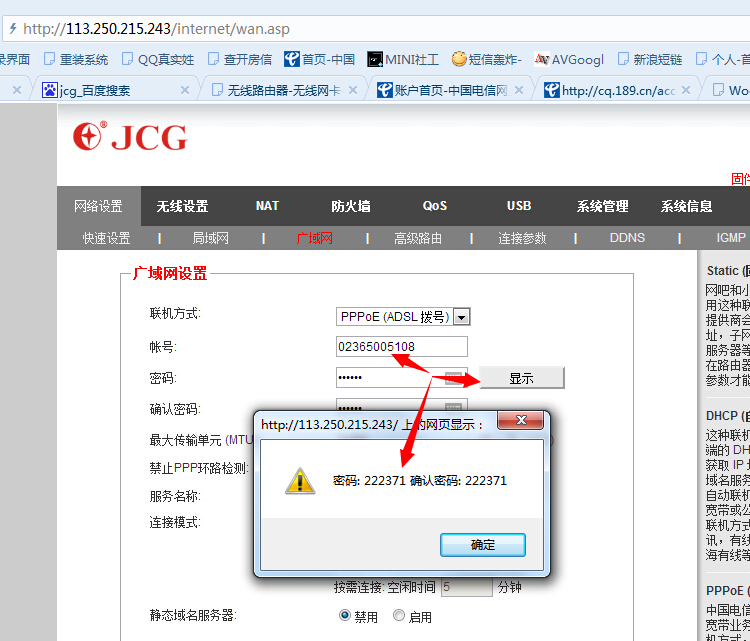 http://113.250.215.243/internet/wan.asp
录界面 重装系统 QQ真实姓 查开房信 首页-中国 MINI社工 短信轰炸- AVGoogl 新浪短链 个人-首
jcg_百度搜索 无线路由器-无线网卡 账户首页-中国电信网 http://cq.189.cn/acc Wo
JCG
固件
网络设置 无线设置 NAT 防火墙 QoS USB 系统管理 系统信息
快速设置 | 局域网 | 广域网 | 高级路由 | 连接参数 | DDNS | IGMP
广域网设置
联机方式: PPPoE (ADSL 拨号)
帐号: 02365005108
密码: •••••• 显示
确认密码: ••••••
最大传输单元 (MTU
禁止PPP环路检测:
服务名称:
连接模式:
http://113.250.215.243/ 上的网页显示：
密码: 222371 确认密码: 222371
确定
按需连接: 空闲时间 5 分钟
静态域名服务器: 禁用 启用
Static (固
网吧和小
用这种联
提供商会
址，子网
服务器等
在路由器
参数才能
DHCP (自
这种联机
端的 DH
获取 IP 地
域名服务
自动联机
宽带或公
联机方式
讯，有线
海有线等
PPPoE (
中国电信
宽带业务
机方式，